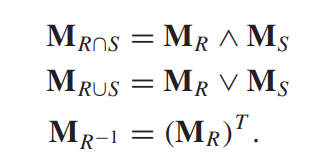 M_{R∩S} = M_R ∧ M_S
M_{R∪S} = M_R ∨ M_S
M_{R−1} = (M_R)^T.